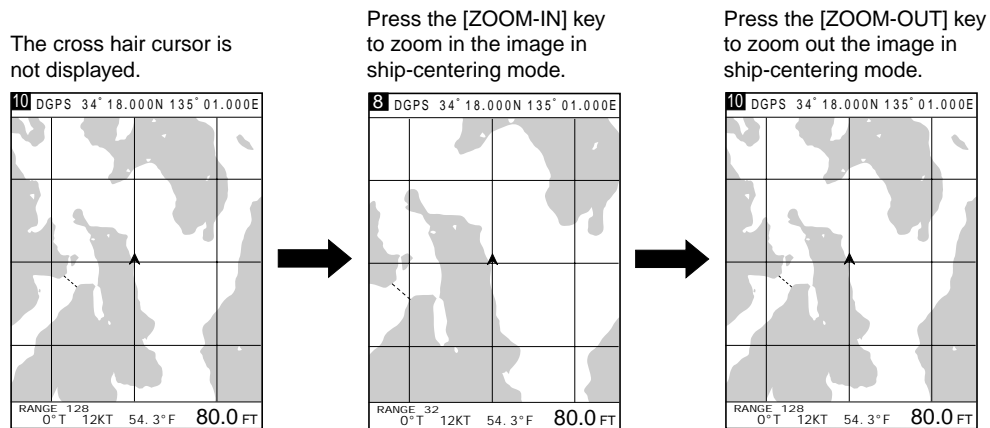 The cross hair cursor is
not displayed.
10 DGPS 34° 18.000N 135° 01.000E
RANGE 128
0°T 12KT 54.3°F 80.0 FT
Press the [ZOOM-IN] key
to zoom in the image in
ship-centering mode.
8 DGPS 34° 18.000N 135° 01.000E
RANGE 32
0°T 12KT 54.3°F 80.0 FT
Press the [ZOOM-OUT] key
to zoom out the image in
ship-centering mode.
10 DGPS 34° 18.000N 135° 01.000E
RANGE 128
0°T 12KT 54.3°F 80.0 FT